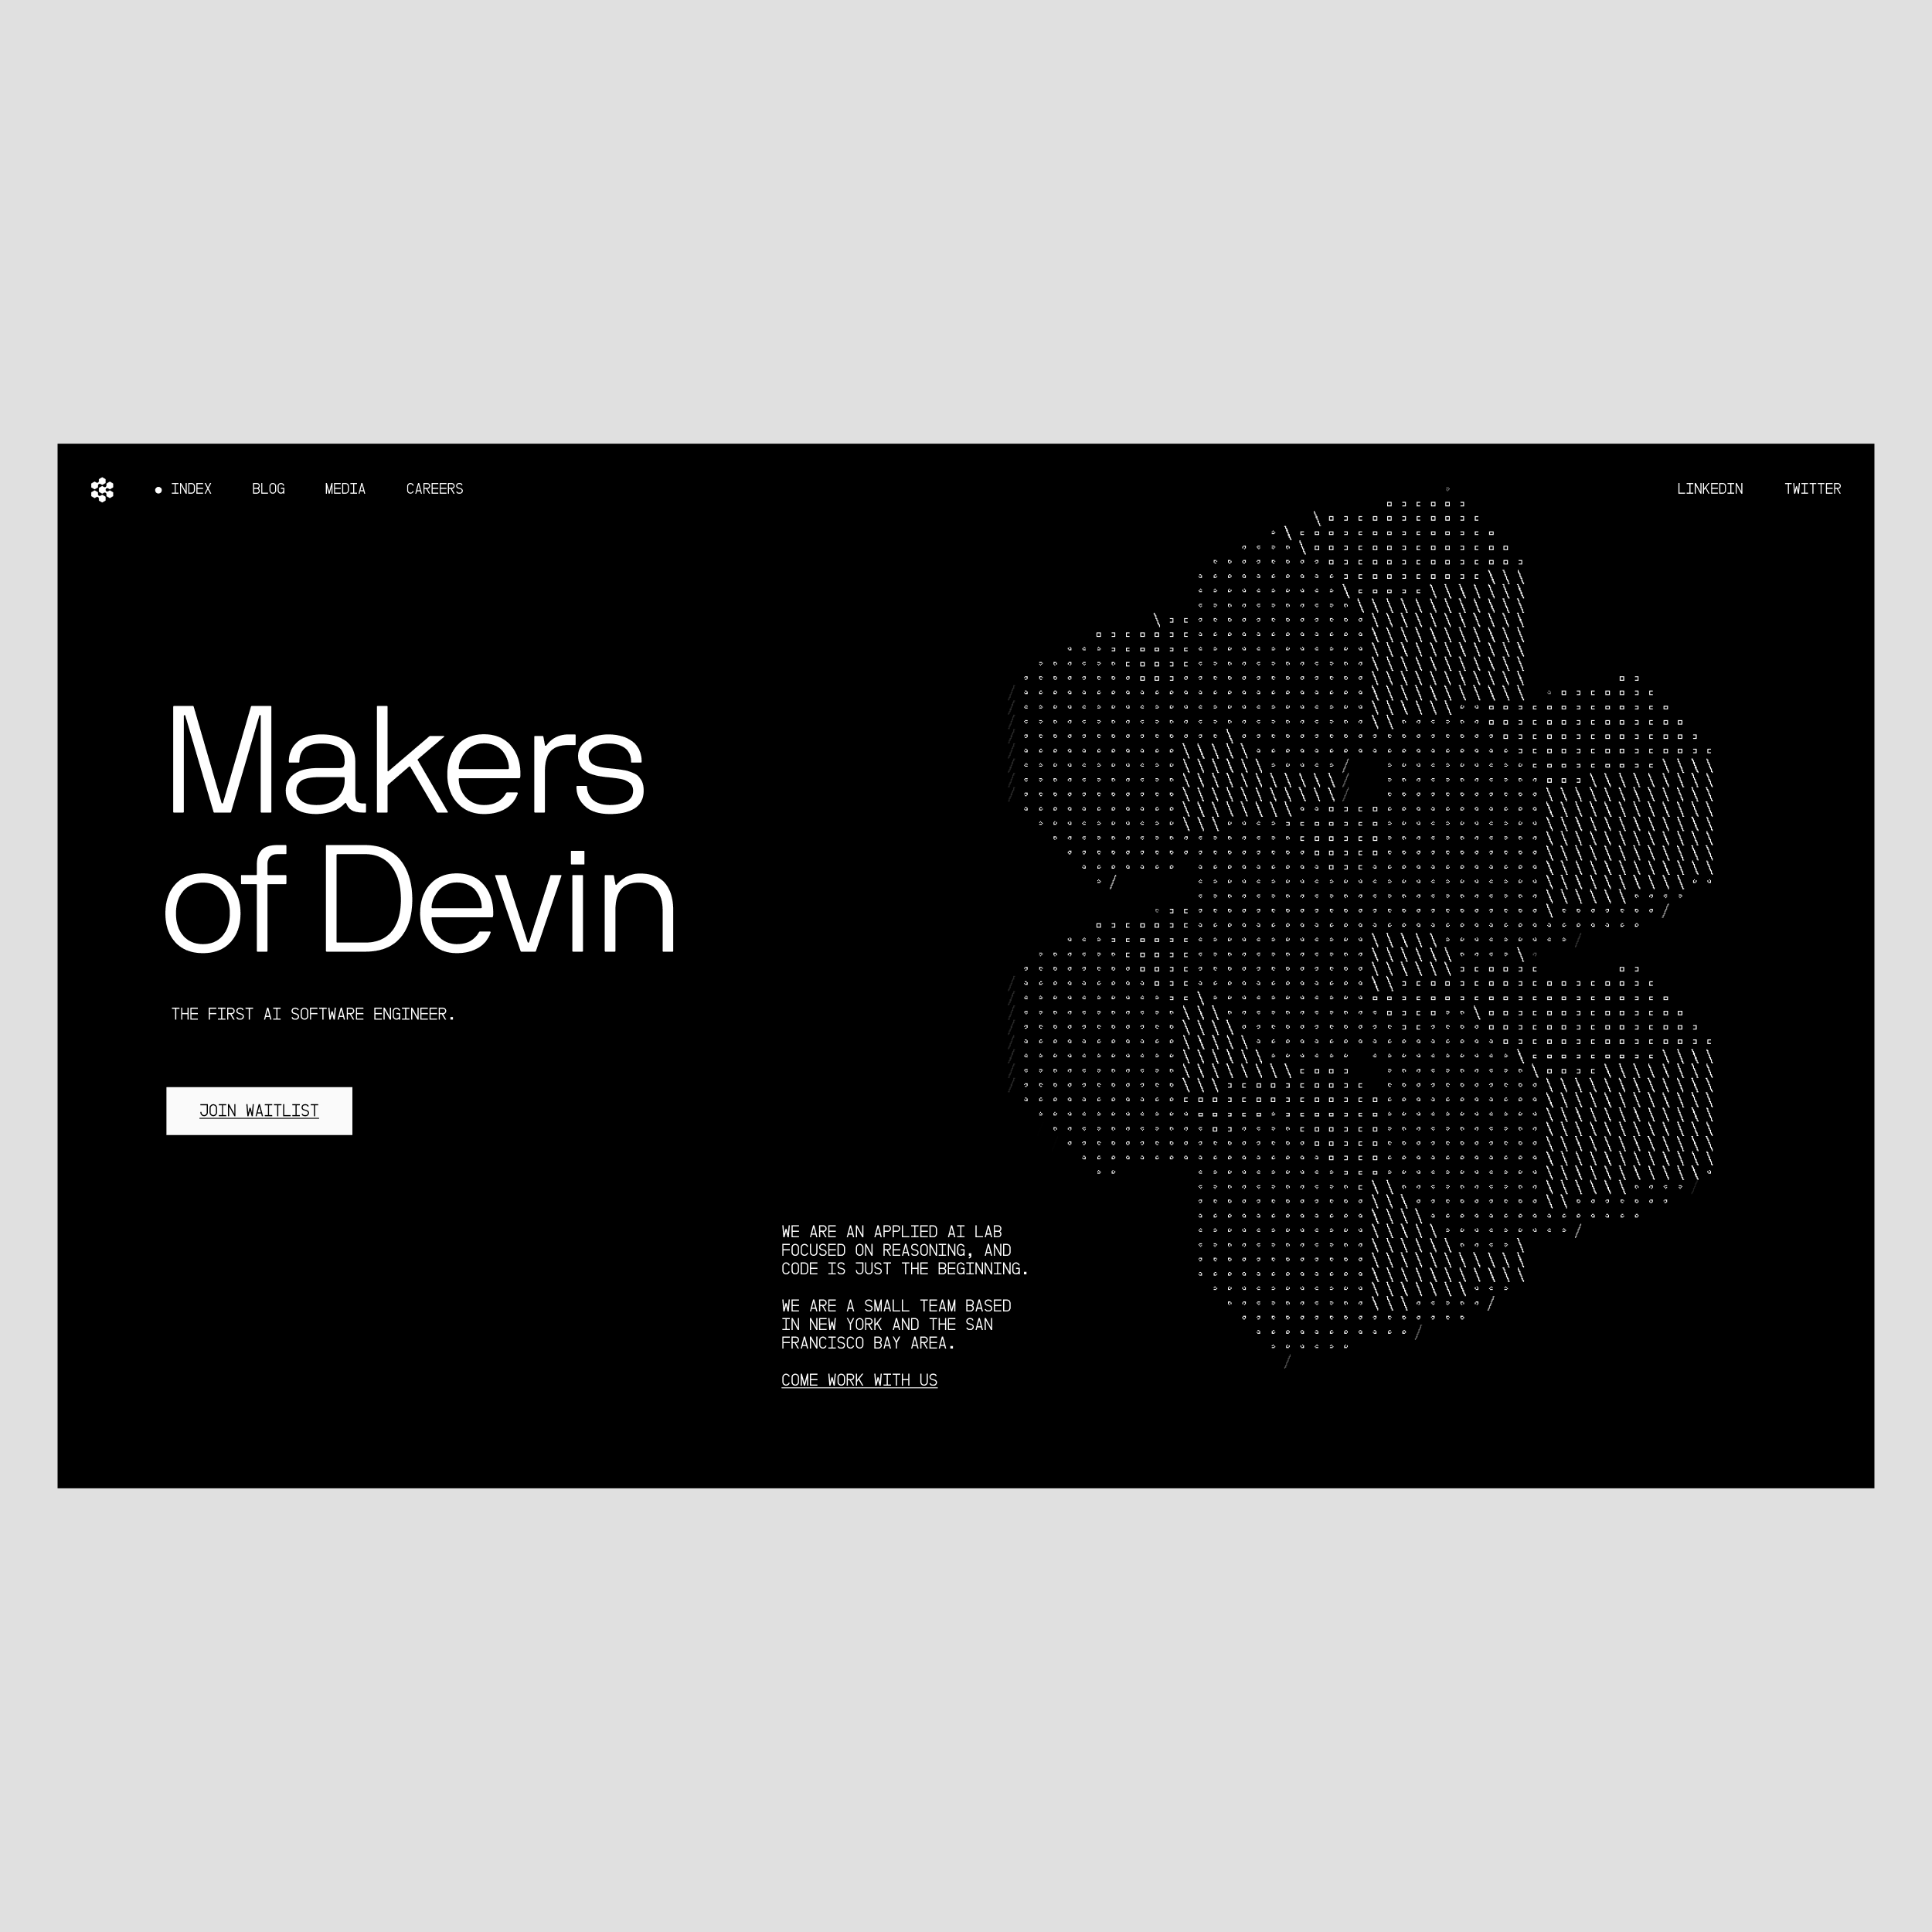 INDEX BLOG MEDIA CAREERS LINKEDIN TWITTER
Makers
of Devin
THE FIRST AI SOFTWARE ENGINEER.
JOIN WAITLIST
WE ARE AN APPLIED AI LAB
FOCUSED ON REASONING, AND
CODE IS JUST THE BEGINNING.
WE ARE A SMALL TEAM BASED
IN NEW YORK AND THE SAN
FRANCISCO BAY AREA.
COME WORK WITH US